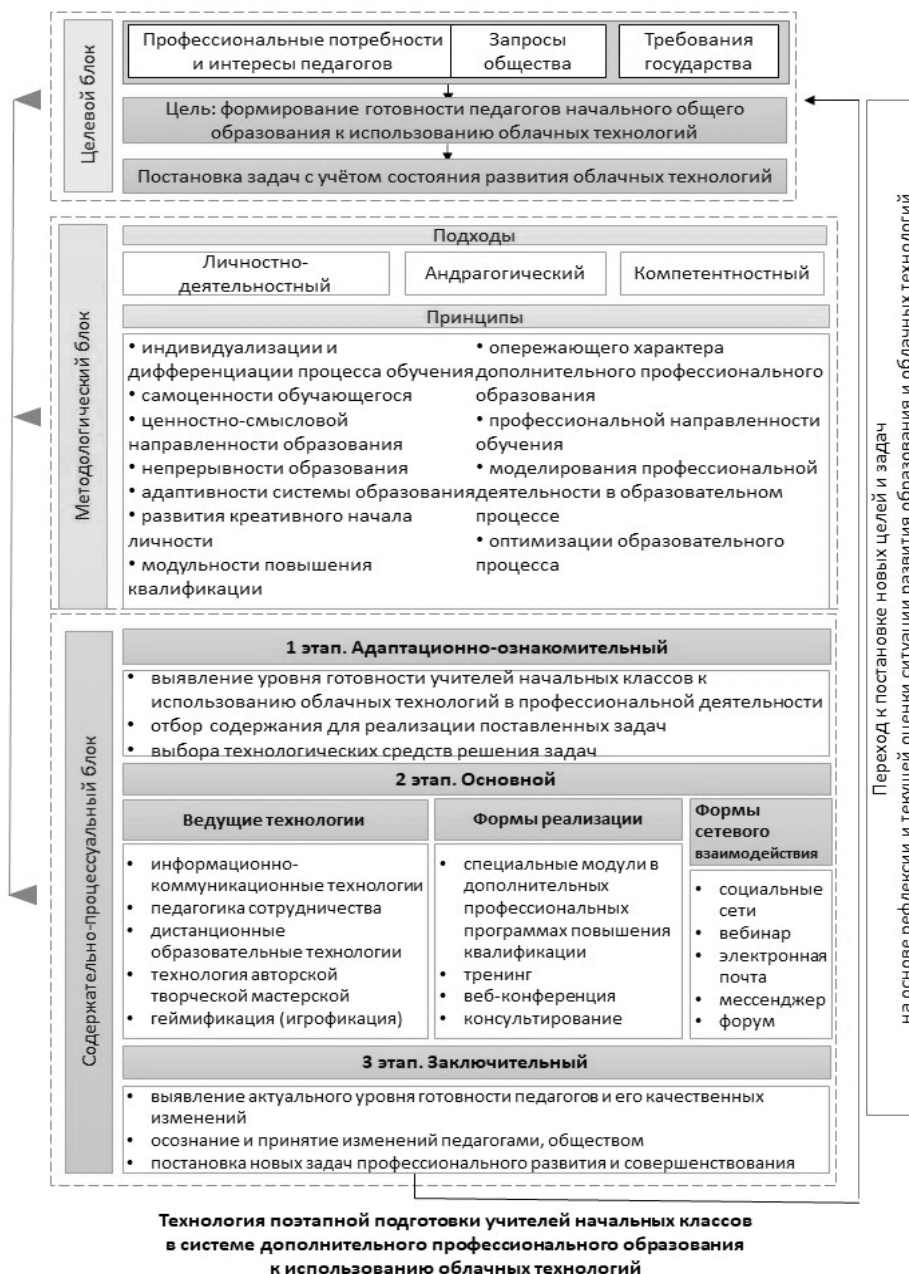 Целевой блок
Профессиональные потребности
и интересы педагогов
Запросы
общества
Требования
государства
Цель: формирование готовности педагогов начального общего
образования к использованию облачных технологий
Постановка задач с учётом состояния развития облачных технологий
Методологический блок
Подходы
Личностно-
деятельностный
Андрагогический
Компетентностный
Принципы
• индивидуализации и
дифференциации процесса обучения
• самоценности обучающегося
• ценностно-смысловой
направленности образования
• непрерывности образования
• адаптивности системы образования
• развития креативного начала
личности
• модульности повышения
квалификации
• опережающего характера
дополнительного профессионального
образования
• профессиональной направленности
обучения
• моделирования профессиональной
деятельности в образовательном
процессе
• оптимизации образовательного
процесса
Содержательно-процессуальный блок
1 этап. Адаптационно-ознакомительный
• выявление уровня готовности учителей начальных классов к
использованию облачных технологий в профессиональной деятельности
• отбор содержания для реализации поставленных задач
• выбора технологических средств решения задач
2 этап. Основной
Ведущие технологии
• информационно-
коммуникационные технологии
• педагогика сотрудничества
• дистанционные
образовательные технологии
• технология авторской
творческой мастерской
• геймификация (игрофикация)
Формы реализации
• специальные модули в
дополнительных
профессиональных
программах повышения
квалификации
• тренинг
• веб-конференция
• консультирование
Формы
сетевого
взаимодействия
• социальные
сети
• вебинар
• электронная
почта
• мессенджер
• форум
3 этап. Заключительный
• выявление актуального уровня готовности педагогов и его качественных
изменений
• осознание и принятие изменений педагогами, обществом
• постановка новых задач профессионального развития и совершенствования
Переход к постановке новых целей и задач
на основе рефлексии и текущей оценки ситуации развития образования и облачных технологий
Технология поэтапной подготовки учителей начальных классов
в системе дополнительного профессионального образования
к использованию облачных технологий